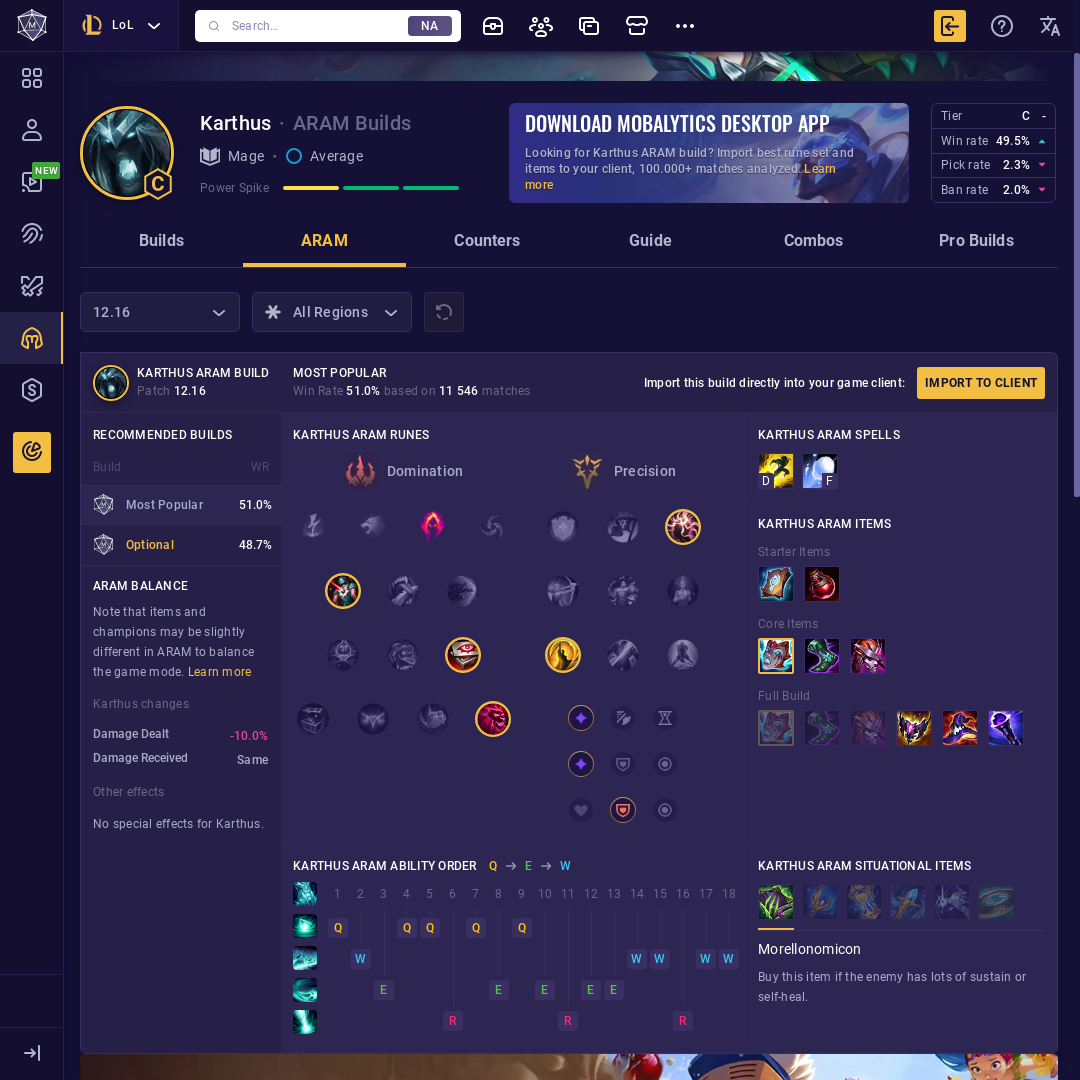 LoL
Search...
NA
NEW
Karthus · ARAM Builds
Mage · Average
Power Spike
C
DOWNLOAD MOBALYTICS DESKTOP APP
Looking for Karthus ARAM build? Import best rune set and
items to your client, 100.000+ matches analyzed. Learn
more
Tier C -
Win rate 49.5%
Pick rate 2.3%
Ban rate 2.0%
Builds
ARAM
Counters
Guide
Combos
Pro Builds
12.16
All Regions
KARTHUS ARAM BUILD
Patch 12.16
MOST POPULAR
Win Rate 51.0% based on 11 546 matches
Import this build directly into your game client:
IMPORT TO CLIENT
RECOMMENDED BUILDS
Build WR
Most Popular 51.0%
Optional 48.7%
ARAM BALANCE
Note that items and
champions may be slightly
different in ARAM to balance
the game mode. Learn more
Karthus changes
Damage Dealt -10.0%
Damage Received Same
Other effects
No special effects for Karthus.
KARTHUS ARAM RUNES
Domination
Precision
KARTHUS ARAM SPELLS
D F
KARTHUS ARAM ITEMS
Starter Items
Core Items
Full Build
KARTHUS ARAM ABILITY ORDER Q → E → W
1 2 3 4 5 6 7 8 9 10 11 12 13 14 15 16 17 18
Q Q Q Q Q
W W W W W
E E E E E
R R R
KARTHUS ARAM SITUATIONAL ITEMS
Morellonomicon
Buy this item if the enemy has lots of sustain or
self-heal.